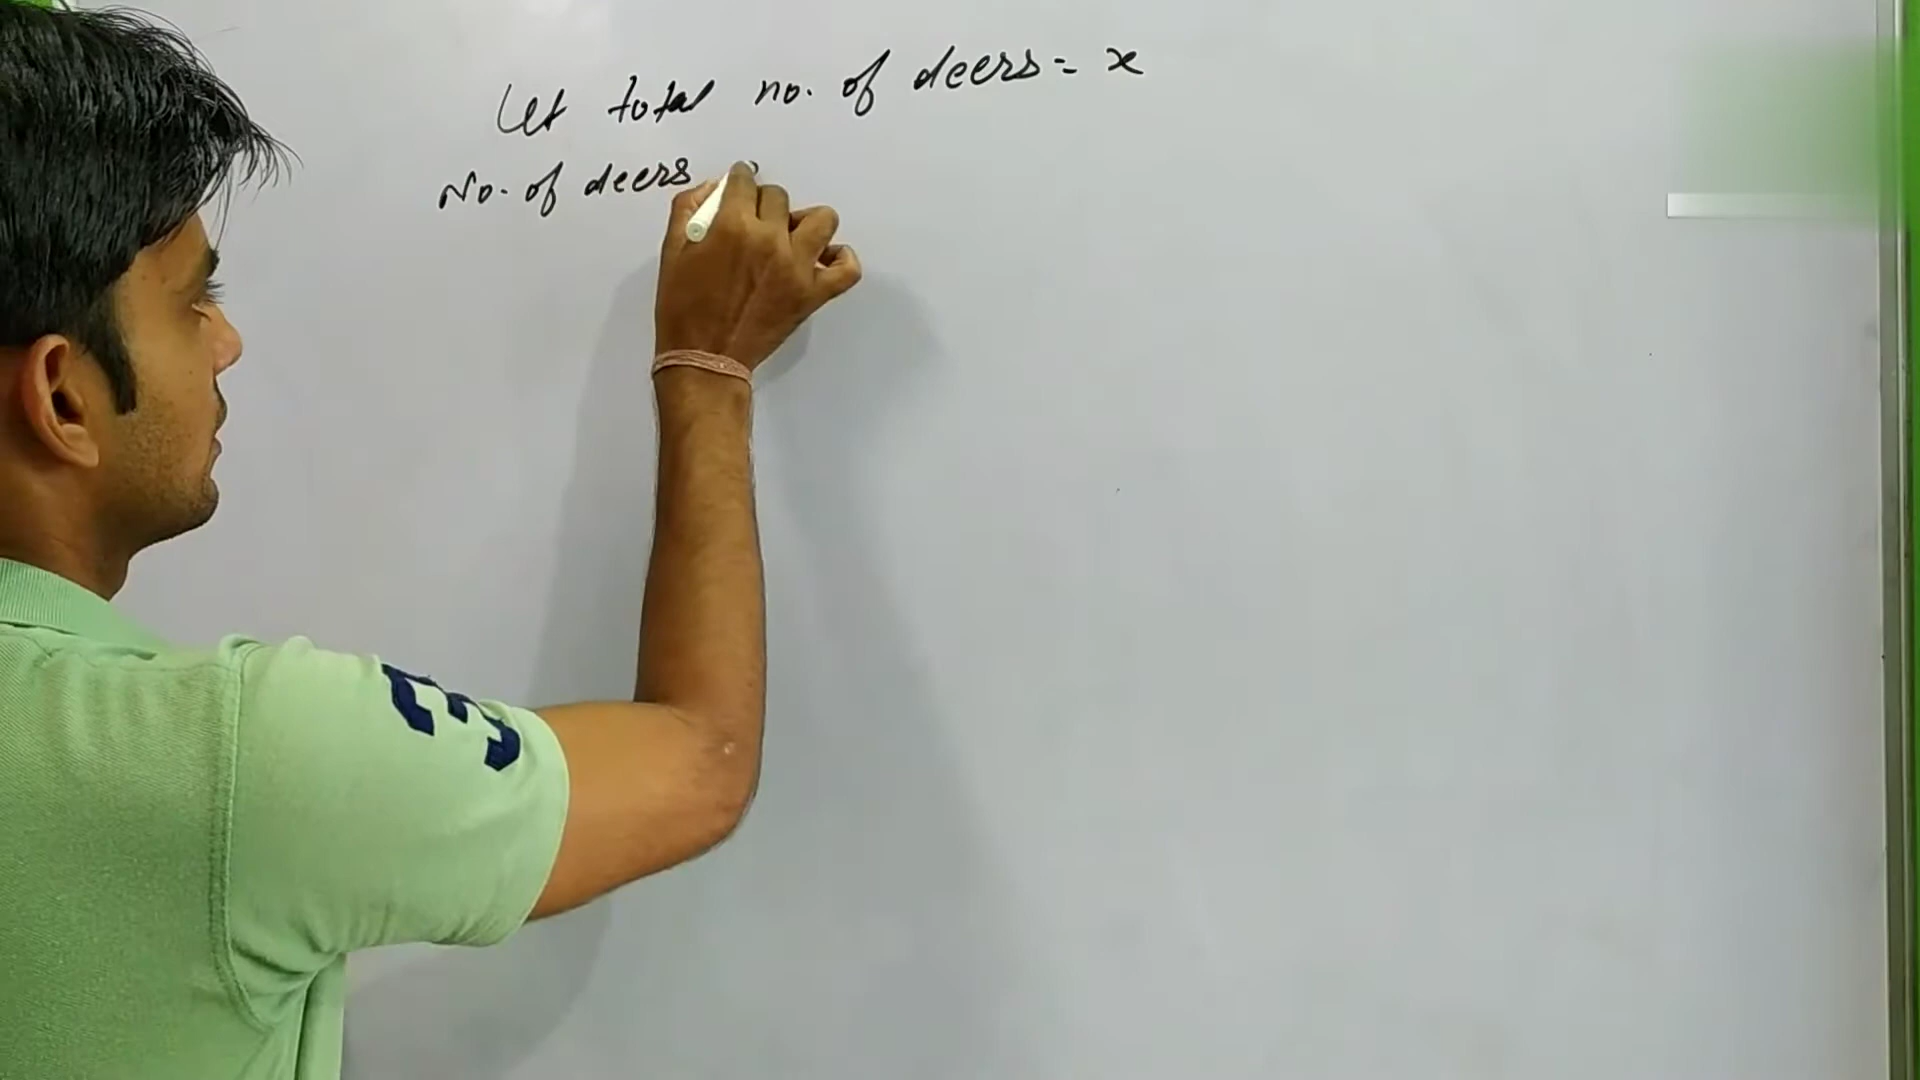 Let total no. of deers = x
No. of deers